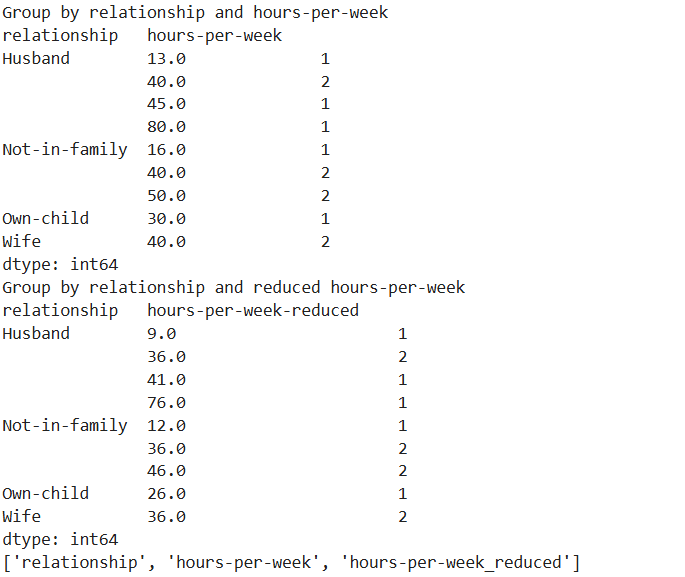 Group by relationship and hours-per-week
relationship   hours-per-week
Husband        13.0              1
               40.0              2
               45.0              1
               80.0              1
Not-in-family  16.0              1
               40.0              2
               50.0              2
Own-child      30.0              1
Wife           40.0              2
dtype: int64
Group by relationship and reduced hours-per-week
relationship   hours-per-week-reduced
Husband        9.0                       1
               36.0                      2
               41.0                      1
               76.0                      1
Not-in-family  12.0                      1
               36.0                      2
               46.0                      2
Own-child      26.0                      1
Wife           36.0                      2
dtype: int64
['relationship', 'hours-per-week', 'hours-per-week_reduced']